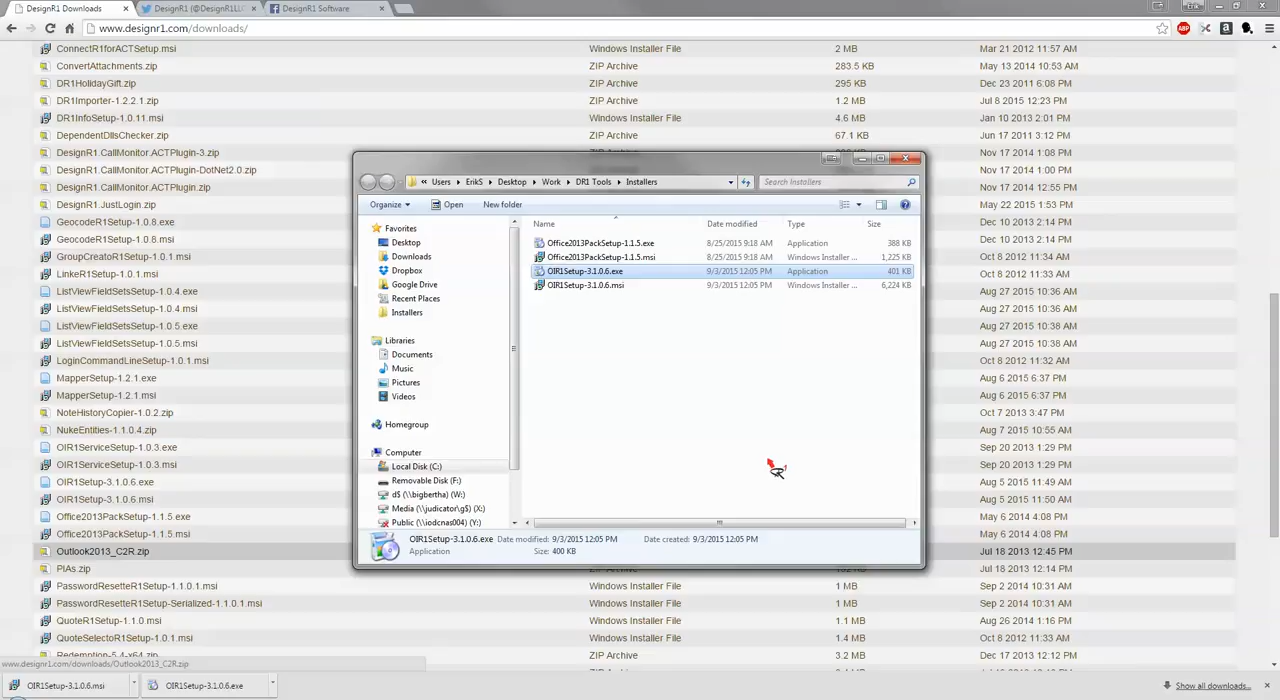 DesignR1 Downloads
DesignR1 (@DesignR1LL
DesignR1 Software
www.designr1.com/downloads/
ConnectR1forACTSetup.msi Windows Installer File 2 MB Mar 21 2012 11:57 AM
ConvertAttachments.zip ZIP Archive 283.5 KB May 13 2014 10:53 AM
DR1HolidayGift.zip ZIP Archive 295 KB Dec 23 2011 6:08 PM
DR1Importer-1.2.2.1.zip ZIP Archive 1.2 MB Jul 8 2015 12:23 PM
DR1InfoSetup-1.0.11.msi Windows Installer File 4.6 MB Jan 10 2013 2:01 PM
DependentDllsChecker.zip ZIP Archive 67.1 KB Jun 17 2011 3:12 PM
DesignR1.CallMonitor.ACTPlugin-3.zip Nov 17 2014 1:08 PM
DesignR1.CallMonitor.ACTPlugin-DotNet2.0.zip Nov 17 2014 1:08 PM
DesignR1.CallMonitor.ACTPlugin.zip Nov 17 2014 12:55 PM
DesignR1.JustLogin.zip May 22 2015 1:53 PM
GeocodeR1Setup-1.0.8.exe Dec 10 2013 2:14 PM
GeocodeR1Setup-1.0.8.msi Dec 10 2013 2:14 PM
GroupCreatorR1Setup-1.0.1.msi Oct 8 2012 11:34 AM
LinkeR1Setup-1.0.1.msi Oct 8 2012 11:33 AM
ListViewFieldSetsSetup-1.0.4.exe Aug 27 2015 10:36 AM
ListViewFieldSetsSetup-1.0.4.msi Aug 27 2015 10:36 AM
ListViewFieldSetsSetup-1.0.5.exe Aug 27 2015 10:38 AM
ListViewFieldSetsSetup-1.0.5.msi Aug 27 2015 10:38 AM
LoginCommandLineSetup-1.0.1.msi Oct 8 2012 11:32 AM
MapperSetup-1.2.1.exe Aug 6 2015 6:37 PM
MapperSetup-1.2.1.msi Aug 6 2015 6:37 PM
NoteHistoryCopier-1.0.2.zip Oct 7 2013 3:47 PM
NukeEntities-1.1.0.4.zip Aug 7 2015 10:55 AM
OIR1ServiceSetup-1.0.3.exe Sep 20 2013 1:29 PM
OIR1ServiceSetup-1.0.3.msi Sep 20 2013 1:29 PM
OIR1Setup-3.1.0.6.exe Aug 5 2015 11:49 AM
OIR1Setup-3.1.0.6.msi Aug 5 2015 11:50 AM
Office2013PackSetup-1.1.5.exe May 6 2014 4:08 PM
Office2013PackSetup-1.1.5.msi May 6 2014 4:08 PM
Outlook2013_C2R.zip Jul 18 2013 12:45 PM
PIAs.zip Jul 18 2013 12:14 PM
PasswordResetteR1Setup-1.1.0.1.msi Windows Installer File 1 MB Sep 2 2014 10:31 AM
PasswordResetteR1Setup-Serialized-1.1.0.1.msi Windows Installer File 1 MB Sep 2 2014 10:31 AM
QuoteR1Setup-1.1.0.msi Windows Installer File 1.1 MB Aug 26 2014 1:16 PM
QuoteSelectoR1Setup-1.0.1.msi Windows Installer File 1.4 MB Oct 8 2012 11:33 AM
Redemption-5.4-x64.zip ZIP Archive 3.2 MB Dec 17 2013 12:12 PM
Users ErikS Desktop Work DR1 Tools Installers Search Installers
Organize Open New folder
Name Date modified Type Size
Office2013PackSetup-1.1.5.exe 8/25/2015 9:18 AM Application 388 KB
Office2013PackSetup-1.1.5.msi 8/25/2015 9:18 AM Windows Installer ... 1,225 KB
OIR1Setup-3.1.0.6.exe 9/3/2015 12:05 PM Application 401 KB
OIR1Setup-3.1.0.6.msi 9/3/2015 12:05 PM Windows Installer ... 6,224 KB
Favorites
Desktop
Downloads
Dropbox
Google Drive
Recent Places
Installers
Libraries
Documents
Music
Pictures
Videos
Homegroup
Computer
Local Disk (C:)
Removable Disk (F:)
d$ (\\bigbertha) (W:)
Media (\\judicator\g$) (X:)
Public (\\iodcnas004) (Y:)
OIR1Setup-3.1.0.6.exe Date modified: 9/3/2015 12:05 PM Date created: 9/3/2015 12:05 PM
Application Size: 400 KB
www.designr1.com/downloads/Outlook2013_C2R.zip
OIR1Setup-3.1.0.6.msi
OIR1Setup-3.1.0.6.exe
Show all downloads...